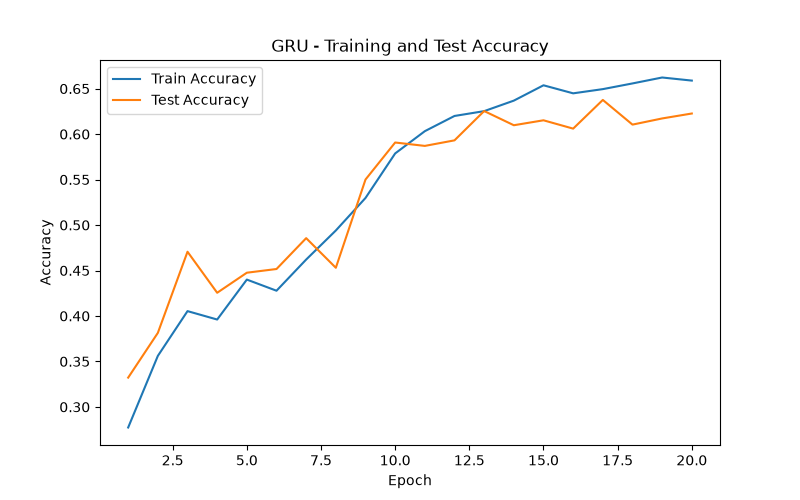 GRU - Training and Test Accuracy
Train Accuracy
Test Accuracy
0.65
0.60
0.55
0.50
0.45
0.40
0.35
0.30
Accuracy
2.5 5.0 7.5 10.0 12.5 15.0 17.5 20.0
Epoch